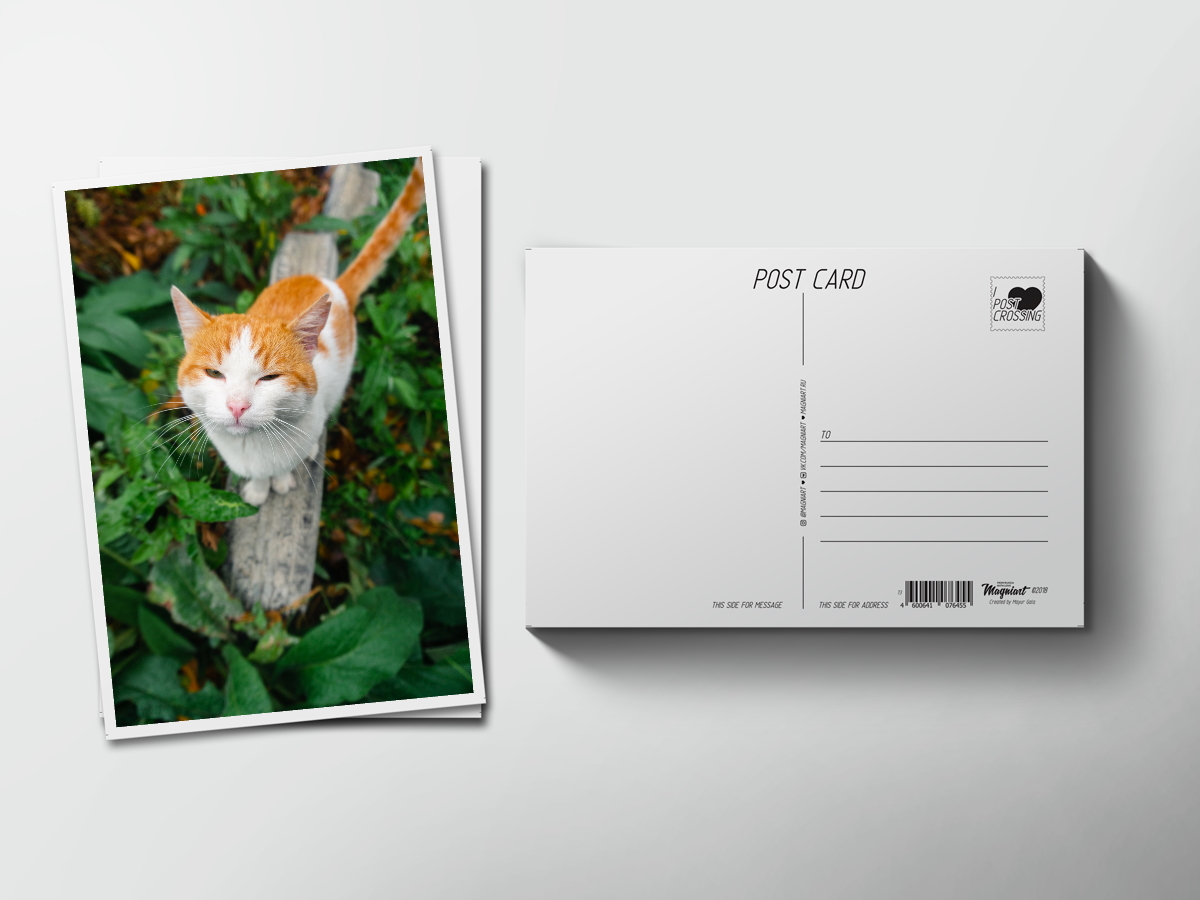 POST CARD
I
POST
CROSSING
@MAGNIART ♥ VK.COM/MAGNIART ♥ MAGNIART.RU
TO
THIS SIDE FOR MESSAGE
THIS SIDE FOR ADDRESS
4 600641 076455
Magniart ©2018
Created by Mayor Gala